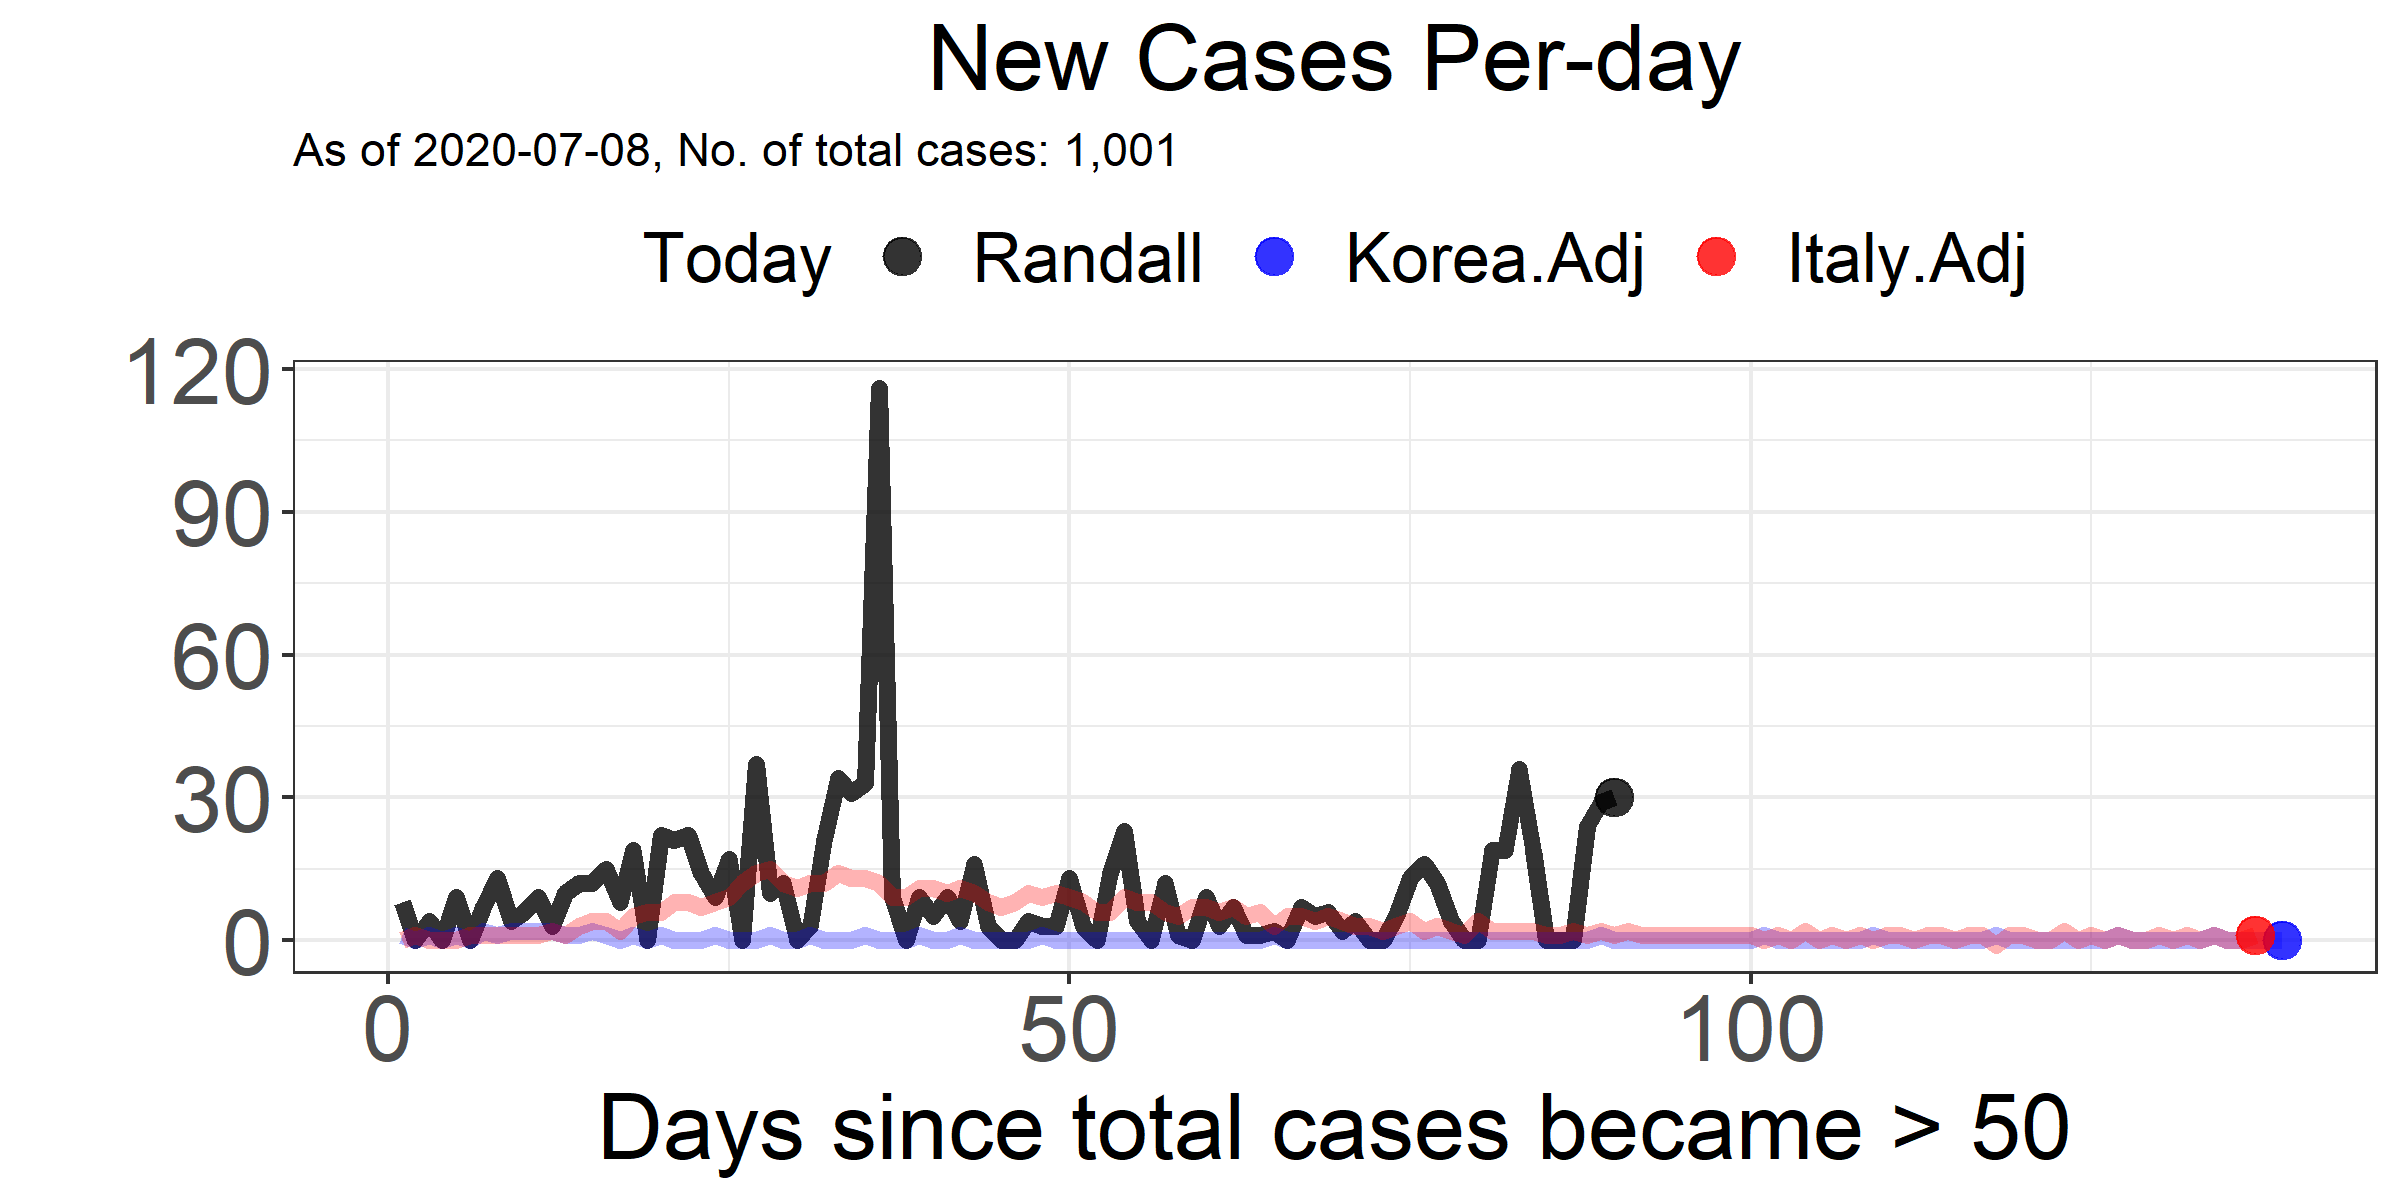 New Cases Per-day
As of 2020-07-08, No. of total cases: 1,001
Today Randall Korea.Adj Italy.Adj
120
90
60
30
0
0 50 100
Days since total cases became > 50